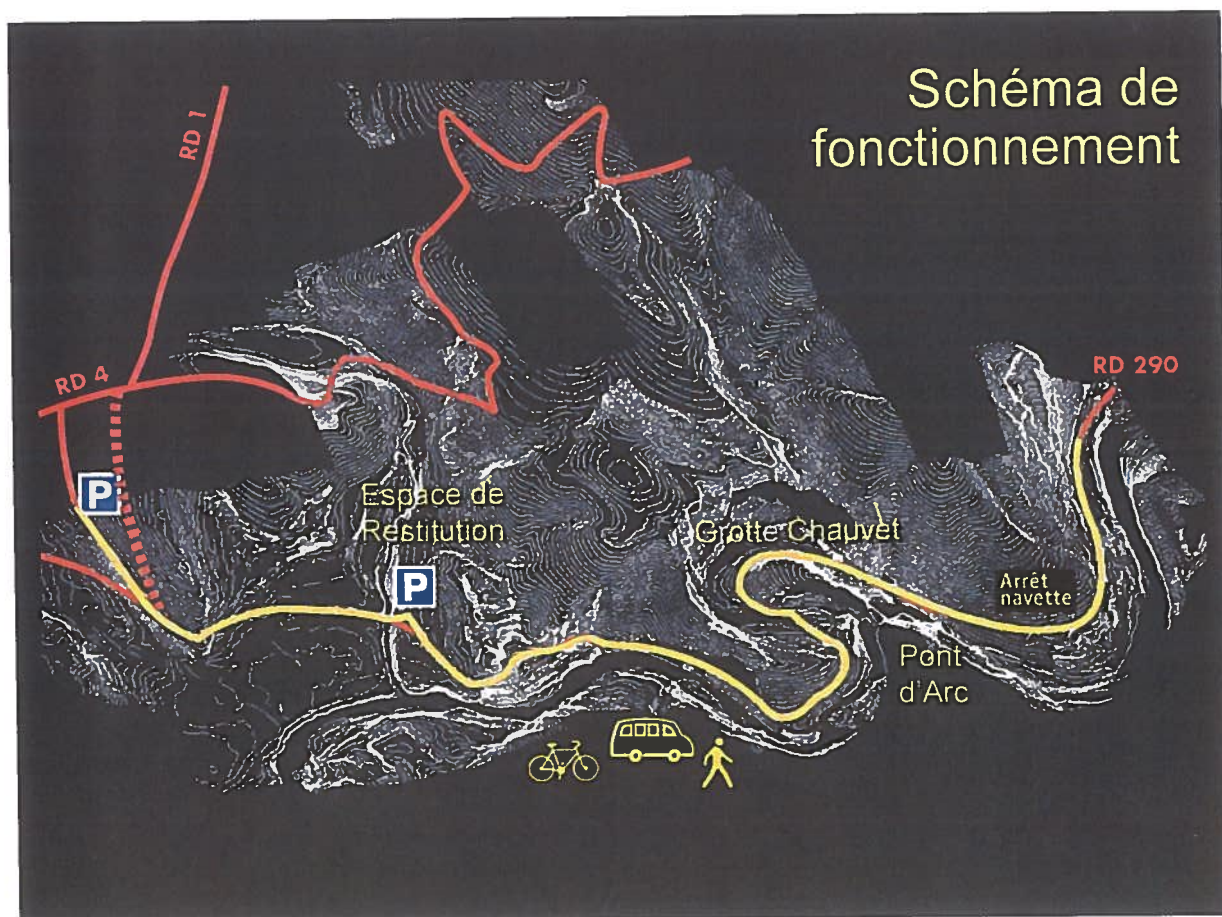 Schéma de
fonctionnement
RD 1
RD 4
RD 290
P
Espace de
Restitution
Grotte Chauvet
P
Arrêt
navette
Pont
d'Arc